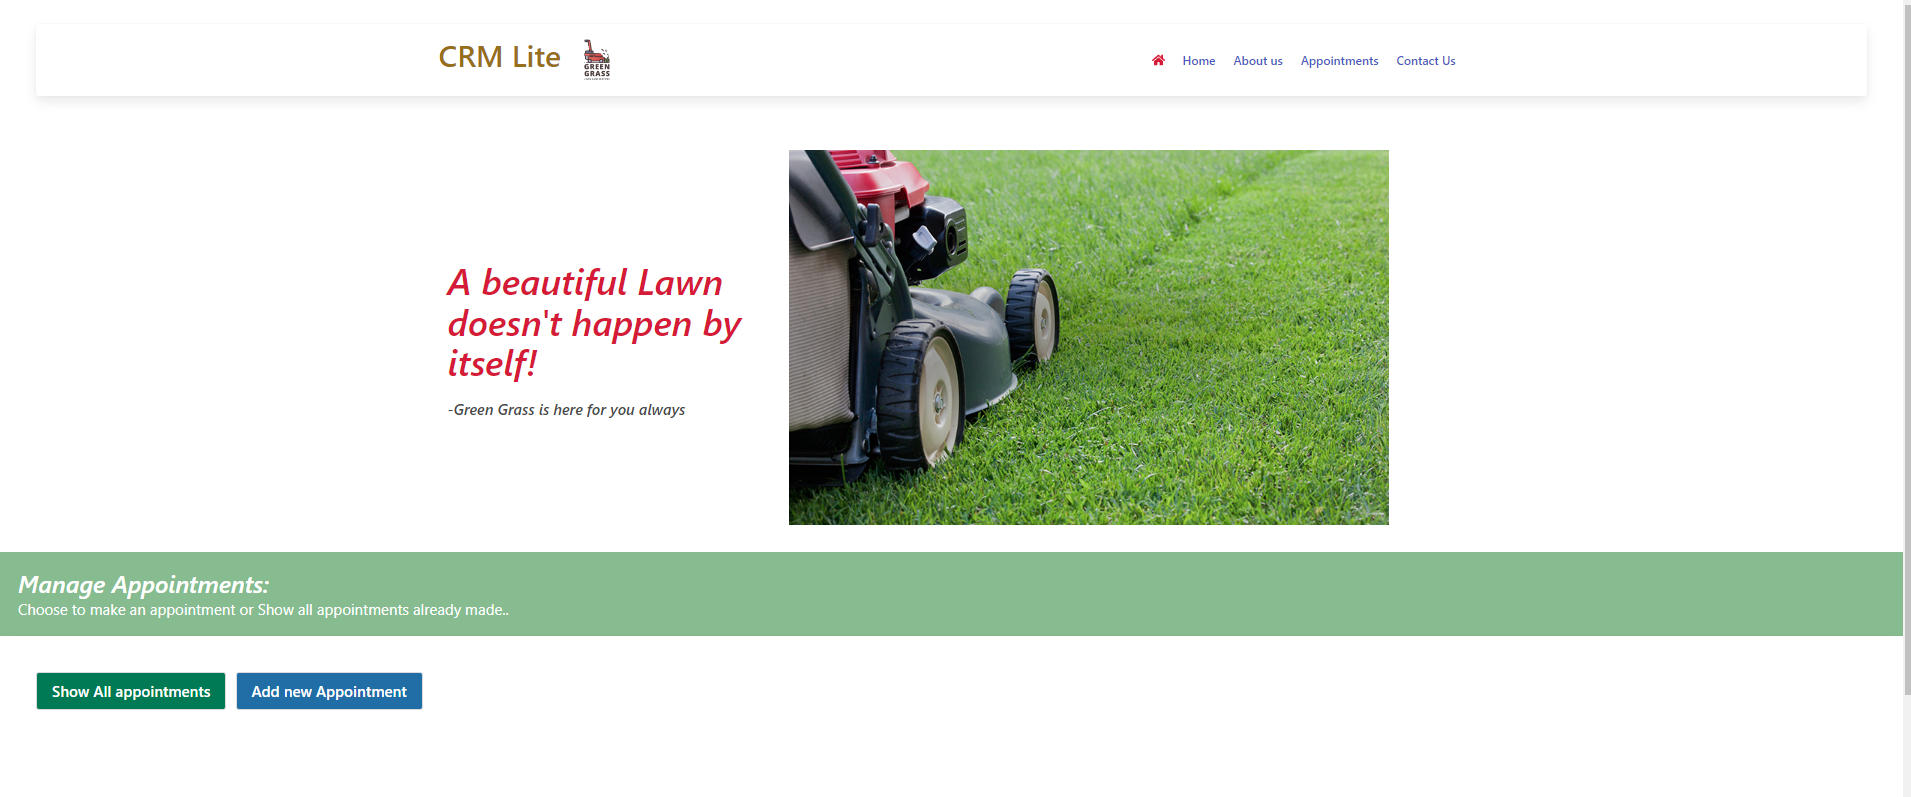 CRM Lite
GREEN
GRASS
Home
About us
Appointments
Contact Us
A beautiful Lawn
doesn't happen by
itself!
-Green Grass is here for you always
Manage Appointments:
Choose to make an appointment or Show all appointments already made..
Show All appointments
Add new Appointment